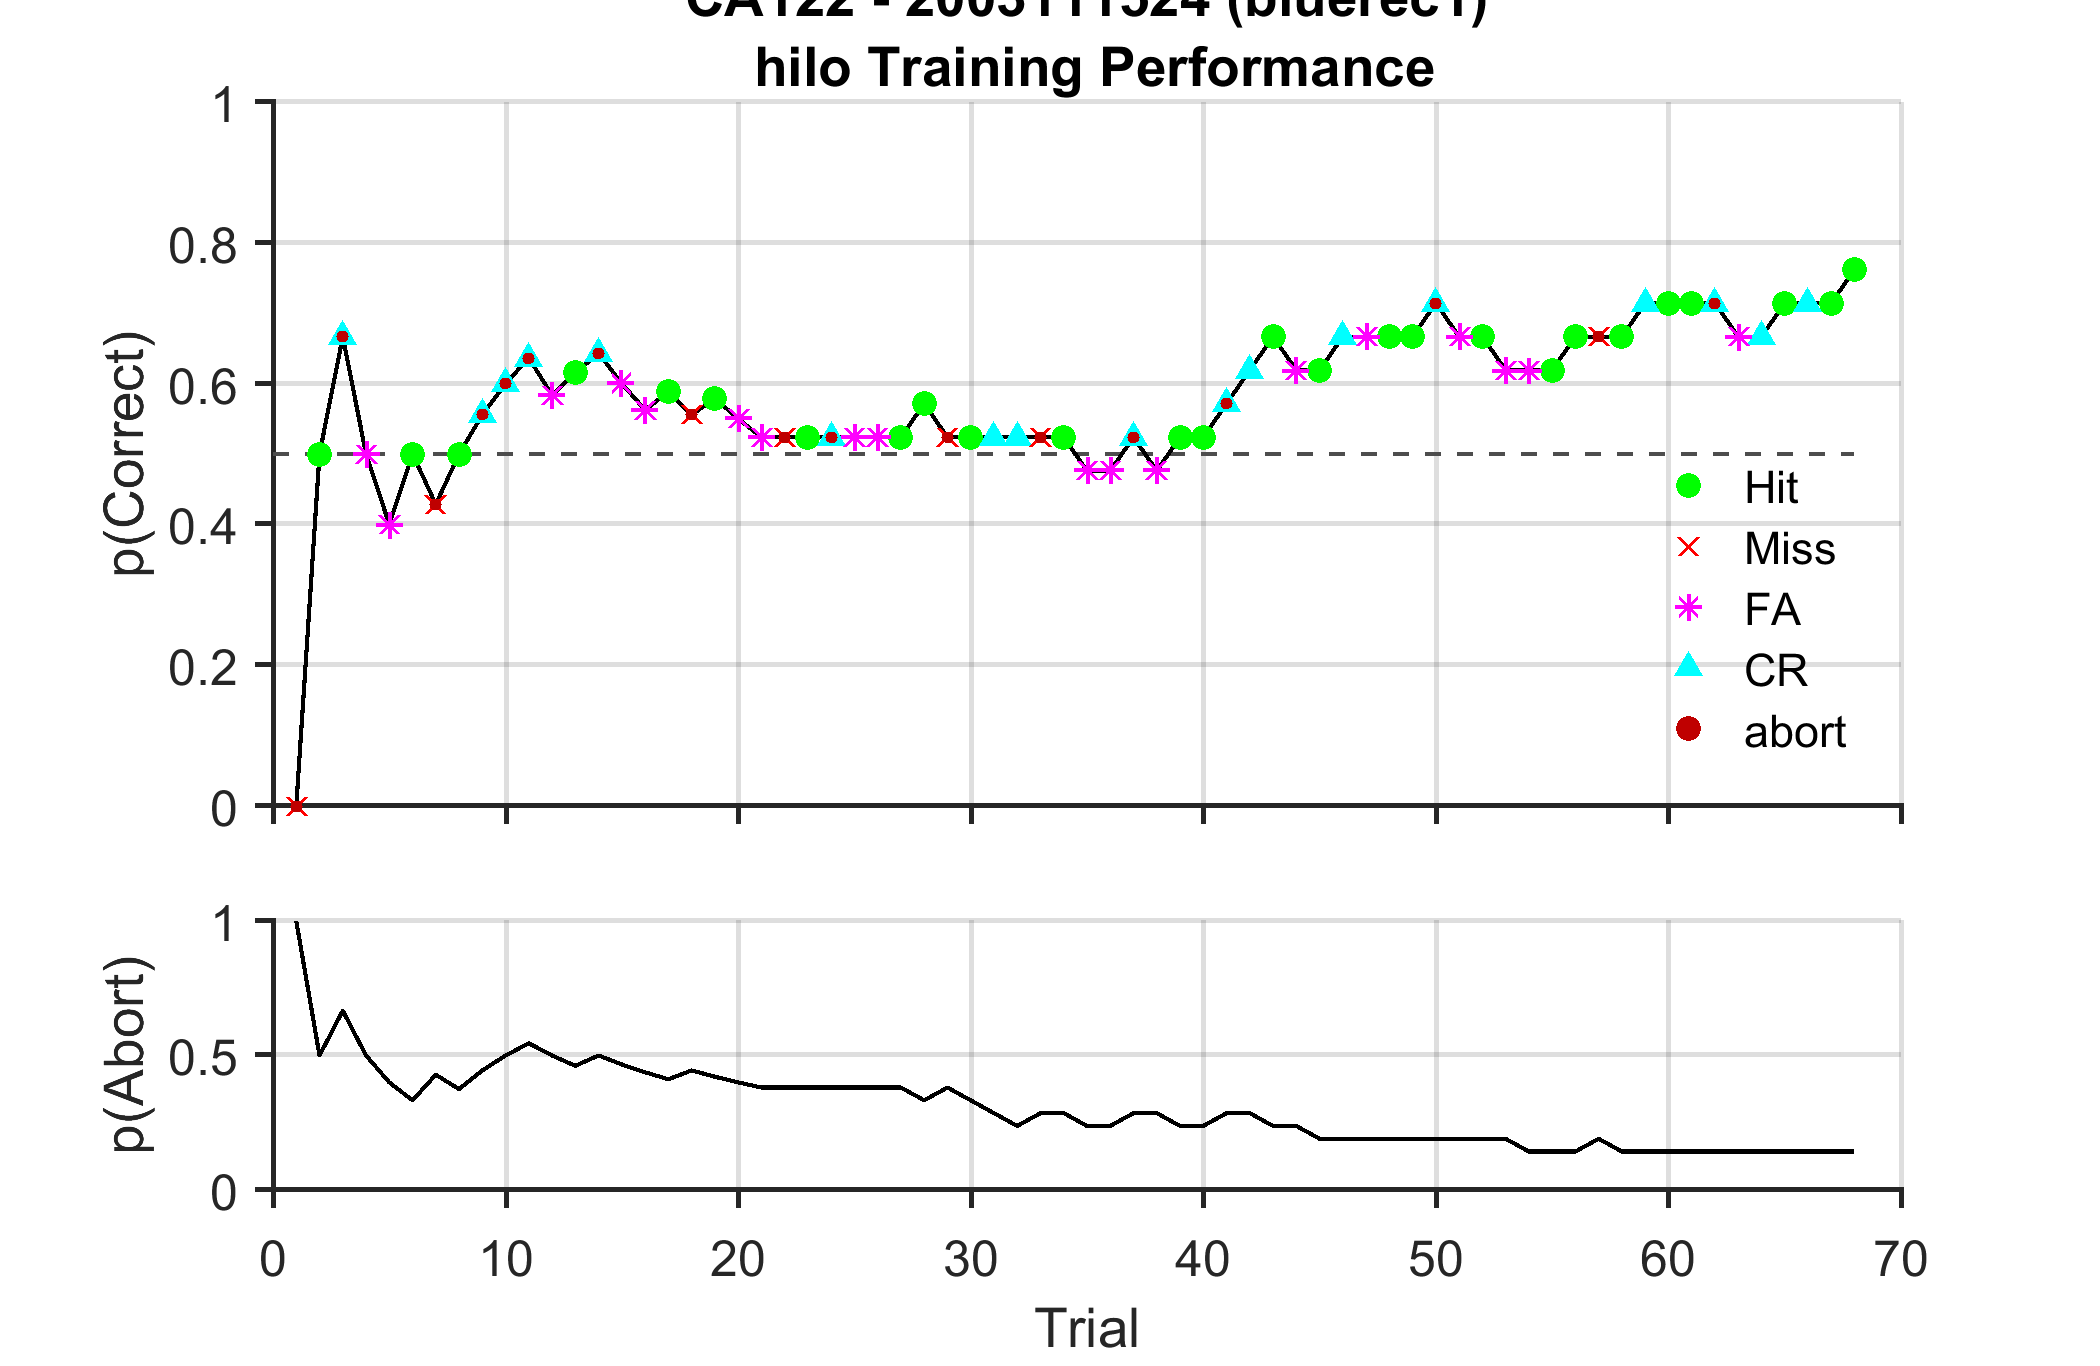 hilo Training Performance
1
0.8
0.6
0.4
0.2
0
p(Correct)
Hit
Miss
FA
CR
abort
1
0.5
0
p(Abort)
0 10 20 30 40 50 60 70
Trial